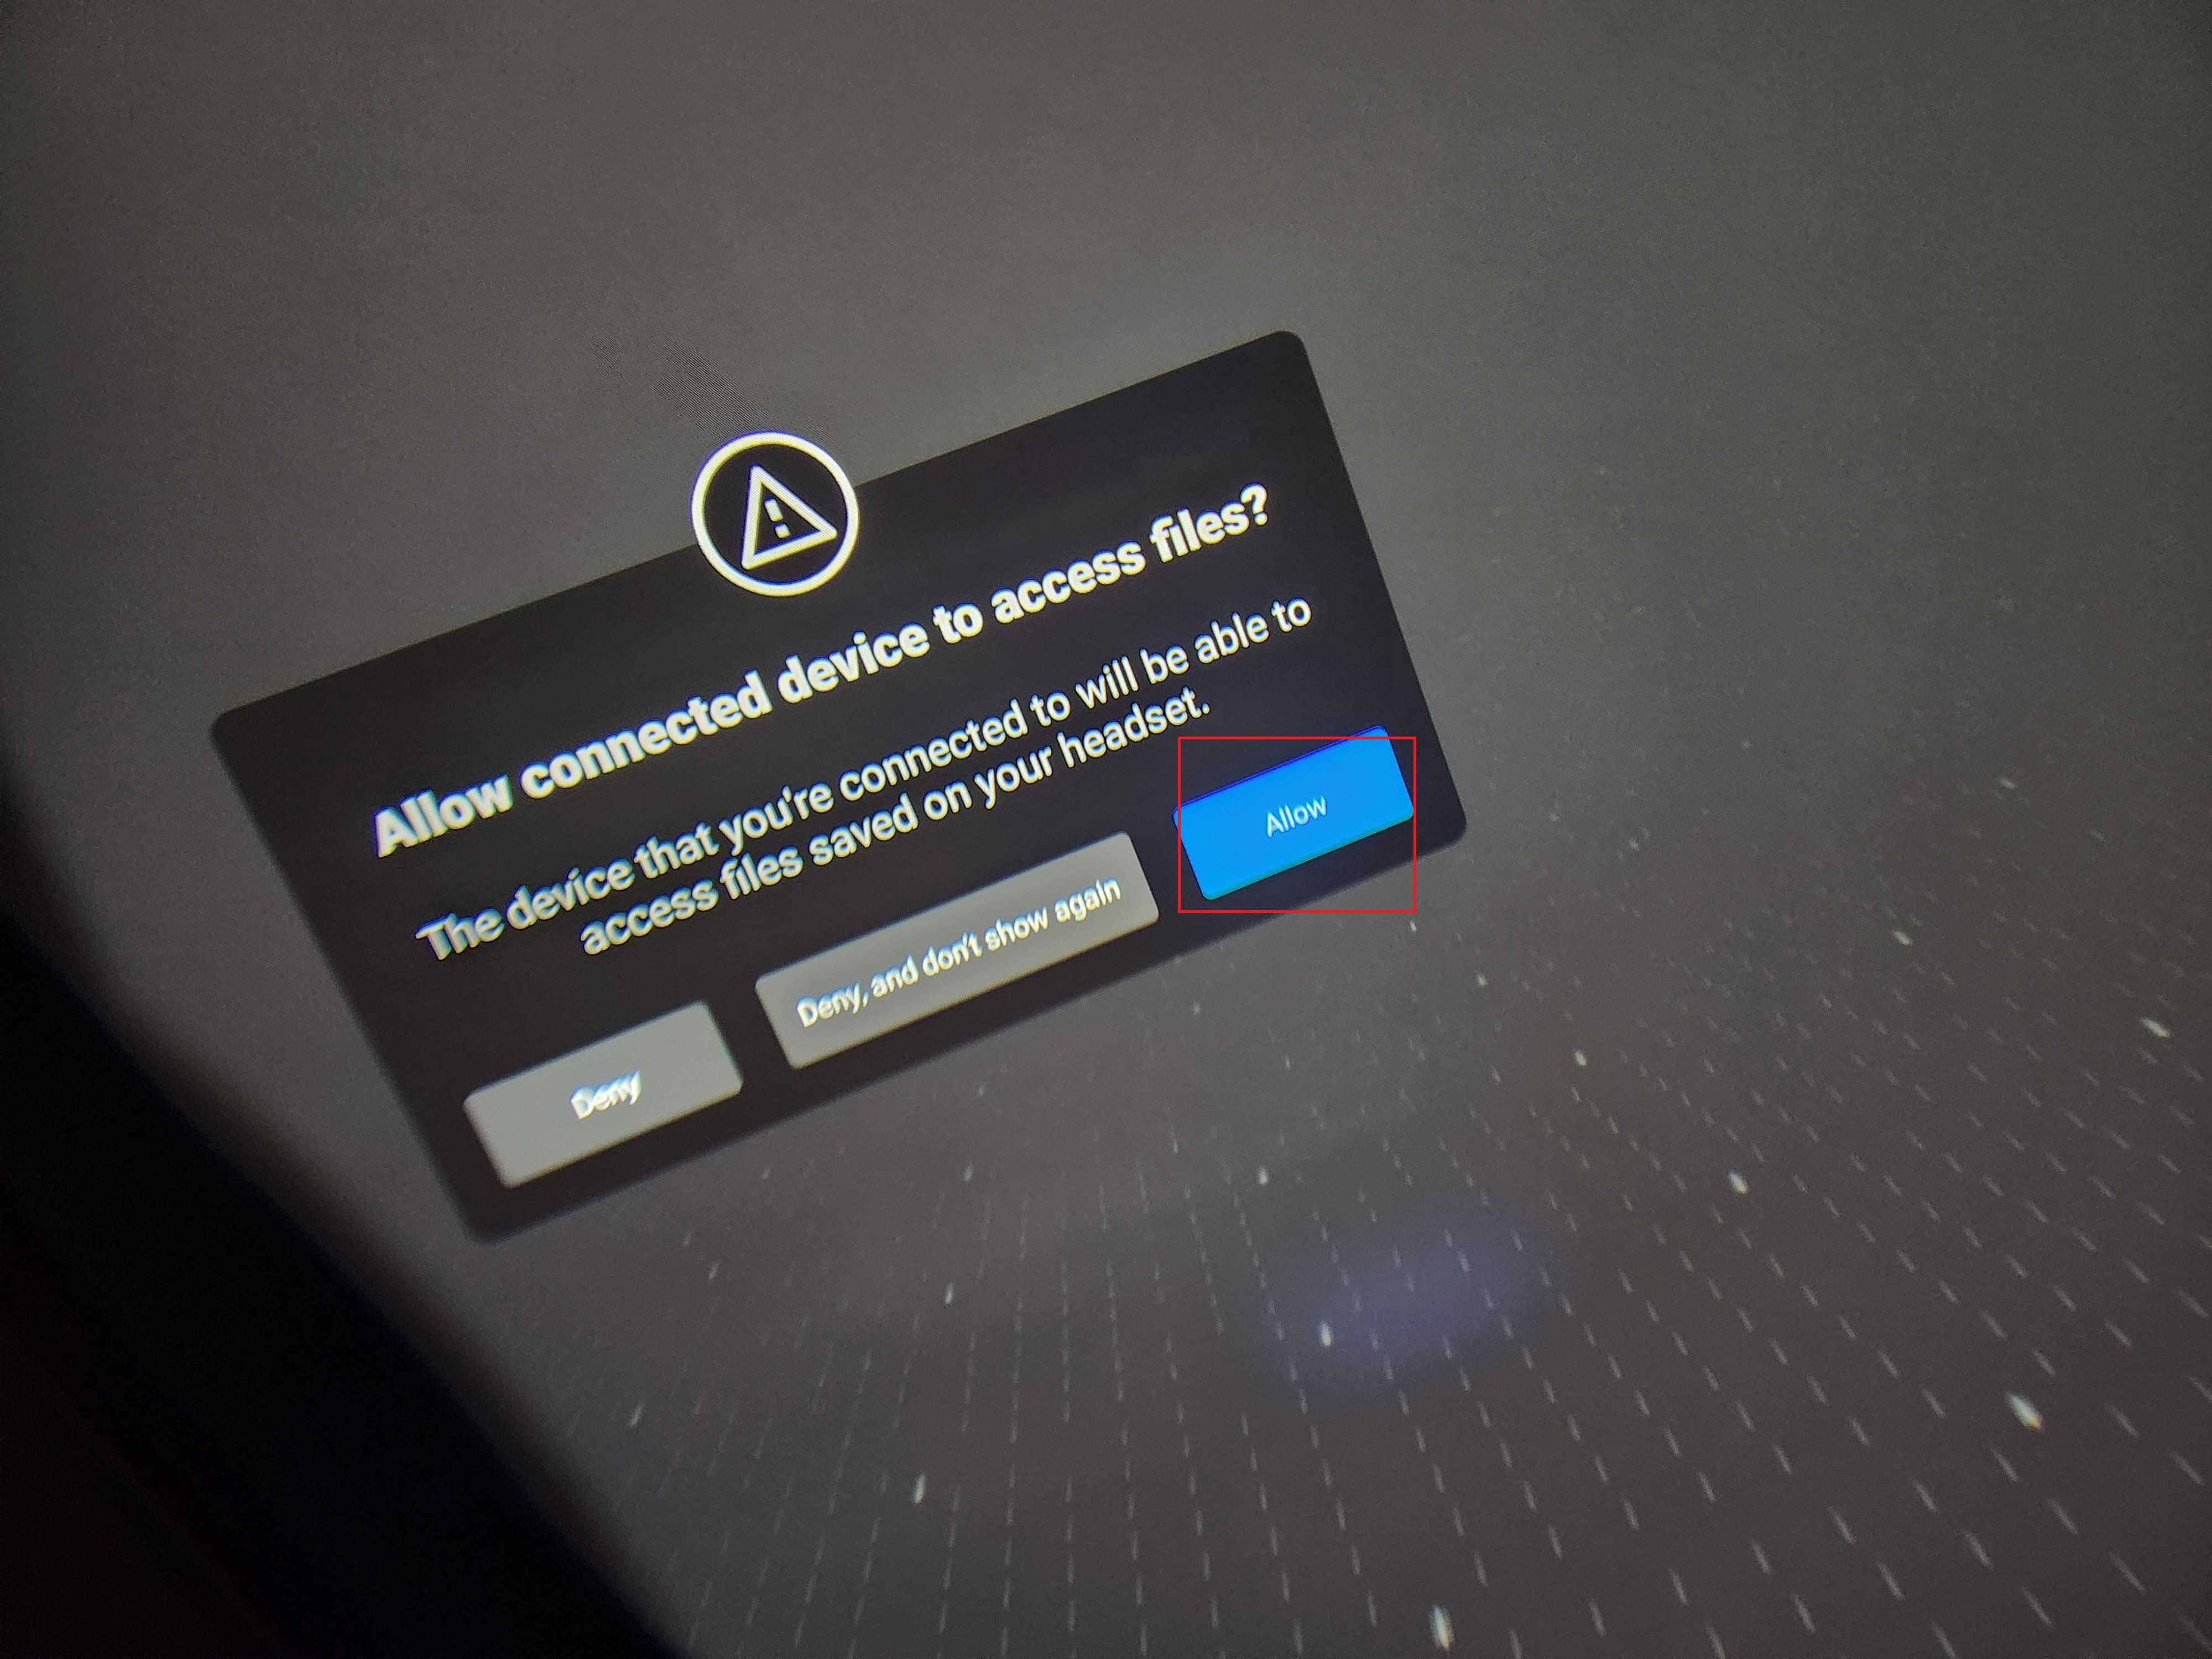 Allow connected device to access files?
The device that you're connected to will be able to
access files saved on your headset.
Deny
Deny, and don't show again
Allow